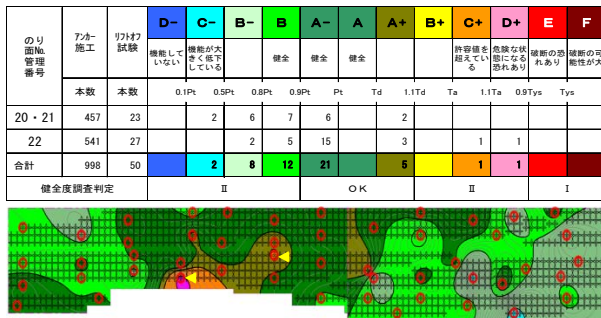 のり面No.管理番号 アンカー施工 リフトオフ試験 D- C- B- B A- A A+ B+ C+ D+ E F
機能していない 機能が大きく低下している 健全 健全 健全 許容値を超えている 危険な状態になる恐れあり 破断の恐れあり 破断の可能性が大
本数 本数 0.1Pt 0.5Pt 0.8Pt 0.9Pt Pt Td 1.1Td Ta 1.1Ta 0.9Tys Tys
20・21 457 23 2 6 7 6 2
22 541 27 2 5 15 3 1 1
合計 998 50 2 8 12 21 5 1 1
健全度調査判定 Ⅱ OK Ⅱ Ⅰ